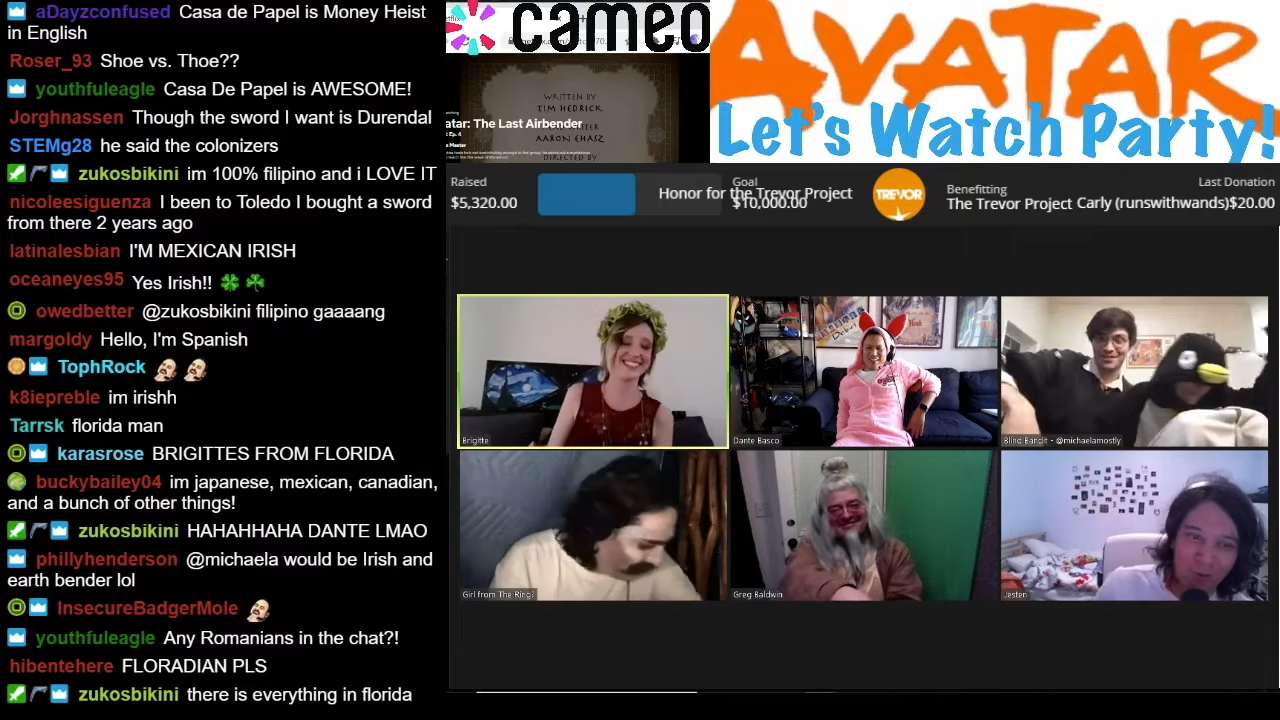 aDayzconfused Casa de Papel is Money Heist
in English
Roser_93 Shoe vs. Thoe??
youthfuleagle Casa De Papel is AWESOME!
Jorghnassen Though the sword I want is Durendal
STEMg28 he said the colonizers
zukosbikini im 100% filipino and i LOVE IT
nicoleesiguenza I been to Toledo I bought a sword
from there 2 years ago
latinalesbian I'M MEXICAN IRISH
oceaneyes95 Yes Irish!! 🍀 ☘
owedbetter @zukosbikini filipino gaaaang
margoldy Hello, I'm Spanish
TophRock
k8iepreble im irishh
Tarrsk florida man
karasrose BRIGITTES FROM FLORIDA
buckybailey04 im japanese, mexican, canadian,
and a bunch of other things!
zukosbikini HAHAHHAHA DANTE LMAO
phillyhenderson @michaela would be Irish and
earth bender lol
InsecureBadgerMole
youthfuleagle Any Romanians in the chat?!
hibentehere FLORADIAN PLS
zukosbikini there is everything in florida
cameo
WRITTEN BY
TIM HEDRICK
atar: The Last Airbender
AARON EHASZ
DIRECTED BY
AVATAR
Let's Watch Party!
Raised
$5,320.00
Honor for the Trevor Project
Goal
$10,000.00
TREVOR
Benefitting
The Trevor Project
Last Donation
Carly (runswithwands)$20.00
Brigitte
Dante Basco
Blind Bandit - @michaelamostly
Girl from The Ring?
Greg Baldwin
Jesten